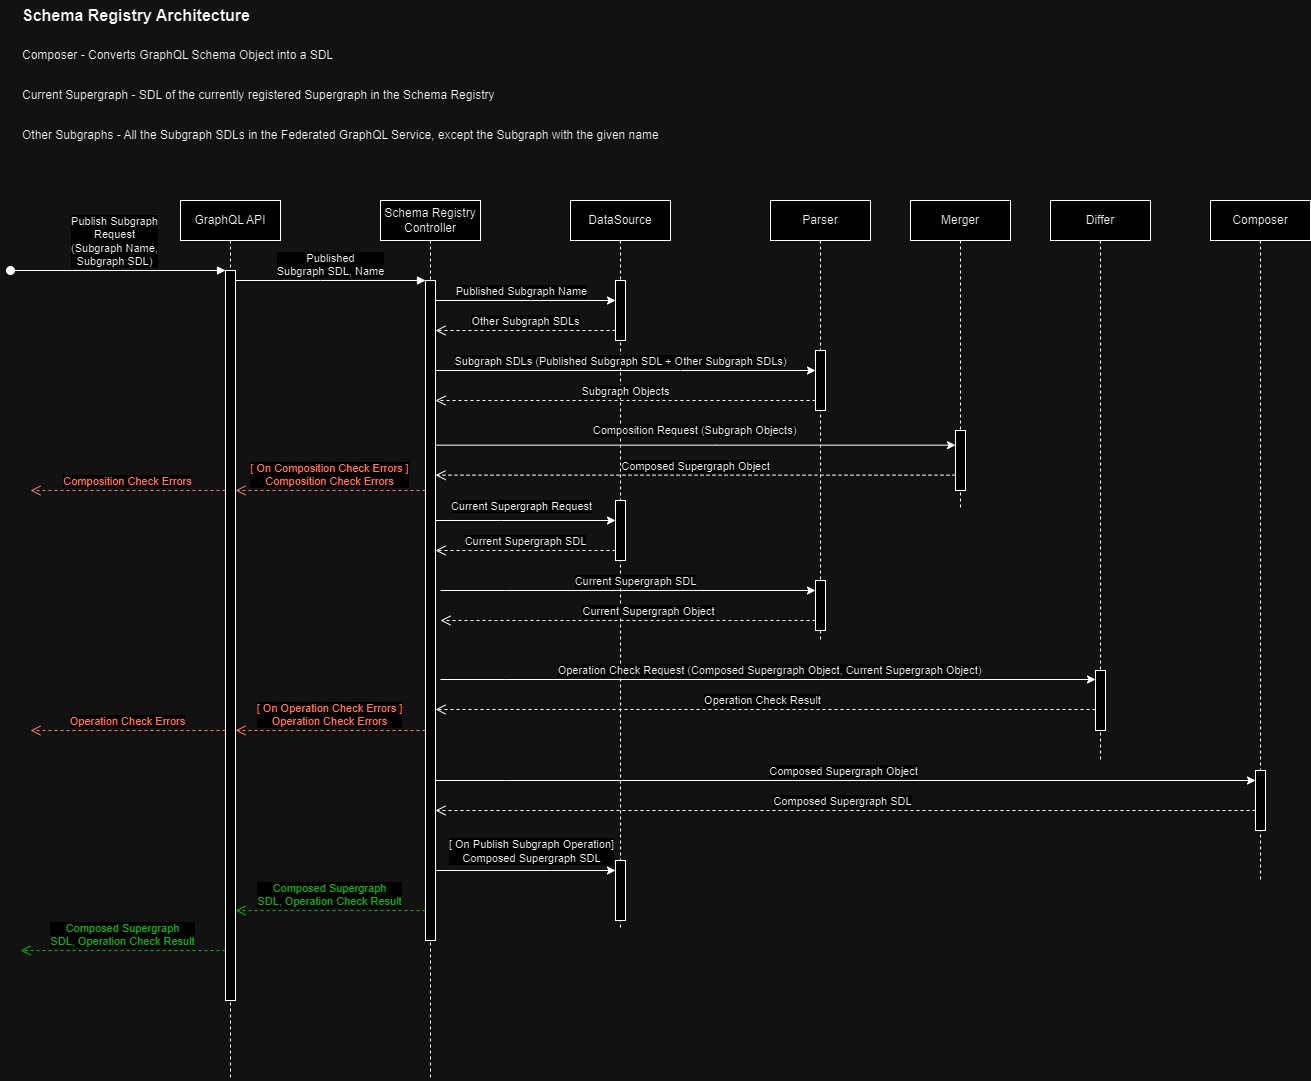 Schema Registry Architecture
Composer - Converts GraphQL Schema Object into a SDL
Current Supergraph - SDL of the currently registered Supergraph in the Schema Registry
Other Subgraphs - All the Subgraph SDLs in the Federated GraphQL Service, except the Subgraph with the given name
GraphQL API
Schema Registry
Controller
DataSource
Parser
Merger
Differ
Composer
Publish Subgraph
Request
(Subgraph Name,
Subgraph SDL)
Published
Subgraph SDL, Name
Published Subgraph Name
Other Subgraph SDLs
Subgraph SDLs (Published Subgraph SDL + Other Subgraph SDLs)
Subgraph Objects
Composition Request (Subgraph Objects)
Composed Supergraph Object
[ On Composition Check Errors ]
Composition Check Errors
Composition Check Errors
Current Supergraph Request
Current Supergraph SDL
Current Supergraph SDL
Current Supergraph Object
Operation Check Request (Composed Supergraph Object, Current Supergraph Object)
Operation Check Result
[ On Operation Check Errors ]
Operation Check Errors
Operation Check Errors
Composed Supergraph Object
Composed Supergraph SDL
[ On Publish Subgraph Operation]
Composed Supergraph SDL
Composed Supergraph
SDL, Operation Check Result
Composed Supergraph
SDL, Operation Check Result